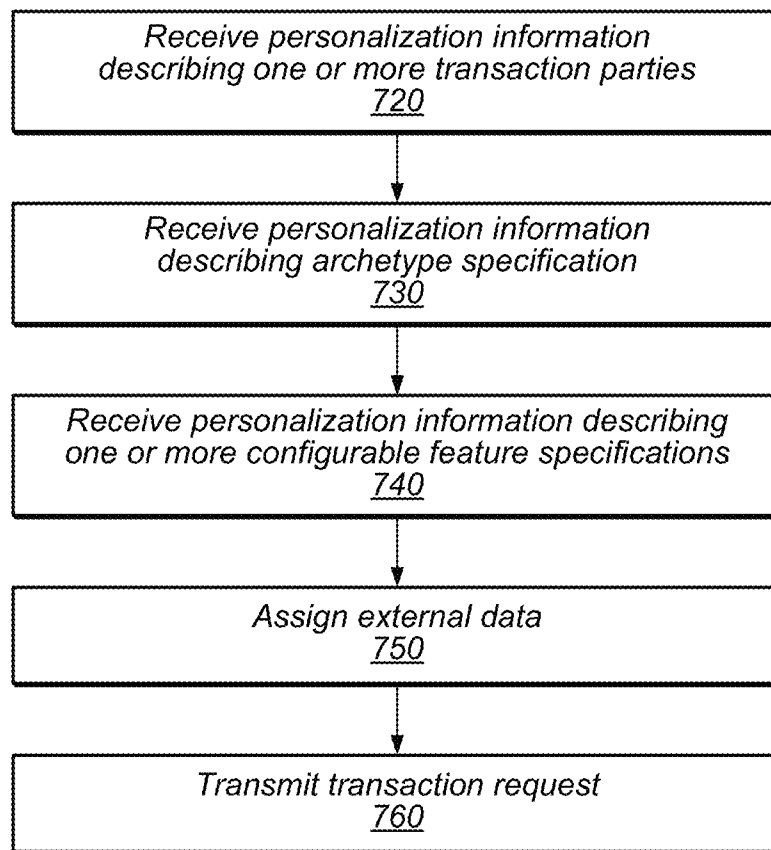 Receive personalization information
describing one or more transaction parties
720
Receive personalization information
describing archetype specification
730
Receive personalization information describing
one or more configurable feature specifications
740
Assign external data
750
Transmit transaction request
760